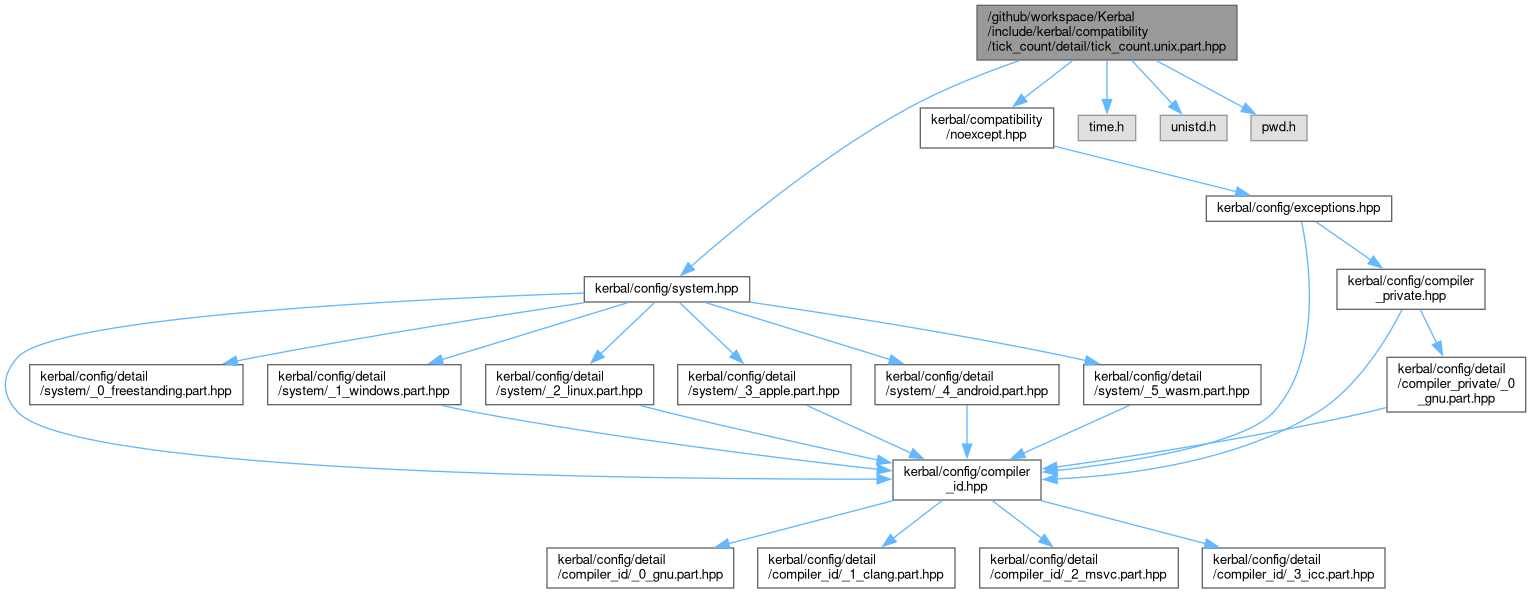 /github/workspace/Kerbal
/include/kerbal/compatibility
/tick_count/detail/tick_count.unix.part.hpp
kerbal/compatibility
/noexcept.hpp
time.h
unistd.h
pwd.h
kerbal/config/exceptions.hpp
kerbal/config/system.hpp
kerbal/config/compiler
_private.hpp
kerbal/config/detail
/system/_0_freestanding.part.hpp
kerbal/config/detail
/system/_1_windows.part.hpp
kerbal/config/detail
/system/_2_linux.part.hpp
kerbal/config/detail
/system/_3_apple.part.hpp
kerbal/config/detail
/system/_4_android.part.hpp
kerbal/config/detail
/system/_5_wasm.part.hpp
kerbal/config/detail
/compiler_private/_0
_gnu.part.hpp
kerbal/config/compiler
_id.hpp
kerbal/config/detail
/compiler_id/_0_gnu.part.hpp
kerbal/config/detail
/compiler_id/_1_clang.part.hpp
kerbal/config/detail
/compiler_id/_2_msvc.part.hpp
kerbal/config/detail
/compiler_id/_3_icc.part.hpp